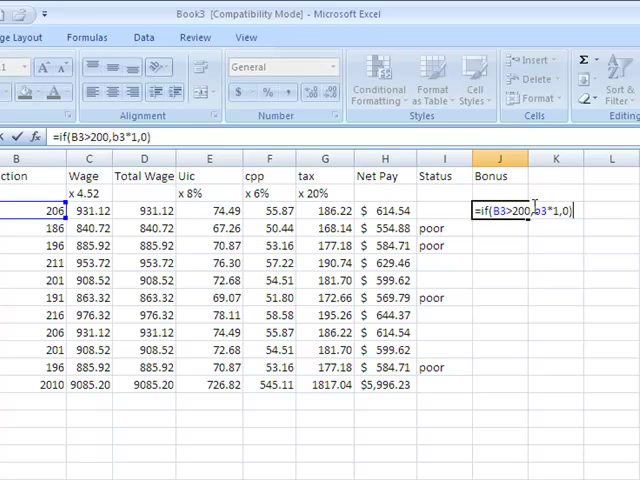 Book3 [Compatibility Mode] - Microsoft Excel
ge Layout Formulas Data Review View
General
Alignment Number Conditional Formatting Format as Table Cell Styles Styles Insert Delete Format Cells Sort & Filter
=if(B3>200,b3*1,0)
B C D E F G H I J K L
ction Wage Total Wage Uic cpp tax Net Pay Status Bonus
x 4.52 x 8% x 6% x 20%
206 931.12 931.12 74.49 55.87 186.22 $ 614.54 =if(B3>200,b3*1,0)
186 840.72 840.72 67.26 50.44 168.14 $ 554.88 poor
196 885.92 885.92 70.87 53.16 177.18 $ 584.71 poor
211 953.72 953.72 76.30 57.22 190.74 $ 629.46
201 908.52 908.52 72.68 54.51 181.70 $ 599.62
191 863.32 863.32 69.07 51.80 172.66 $ 569.79 poor
216 976.32 976.32 78.11 58.58 195.26 $ 644.37
206 931.12 931.12 74.49 55.87 186.22 $ 614.54
201 908.52 908.52 72.68 54.51 181.70 $ 599.62
196 885.92 885.92 70.87 53.16 177.18 $ 584.71 poor
2010 9085.20 9085.20 726.82 545.11 1817.04 $5,996.23